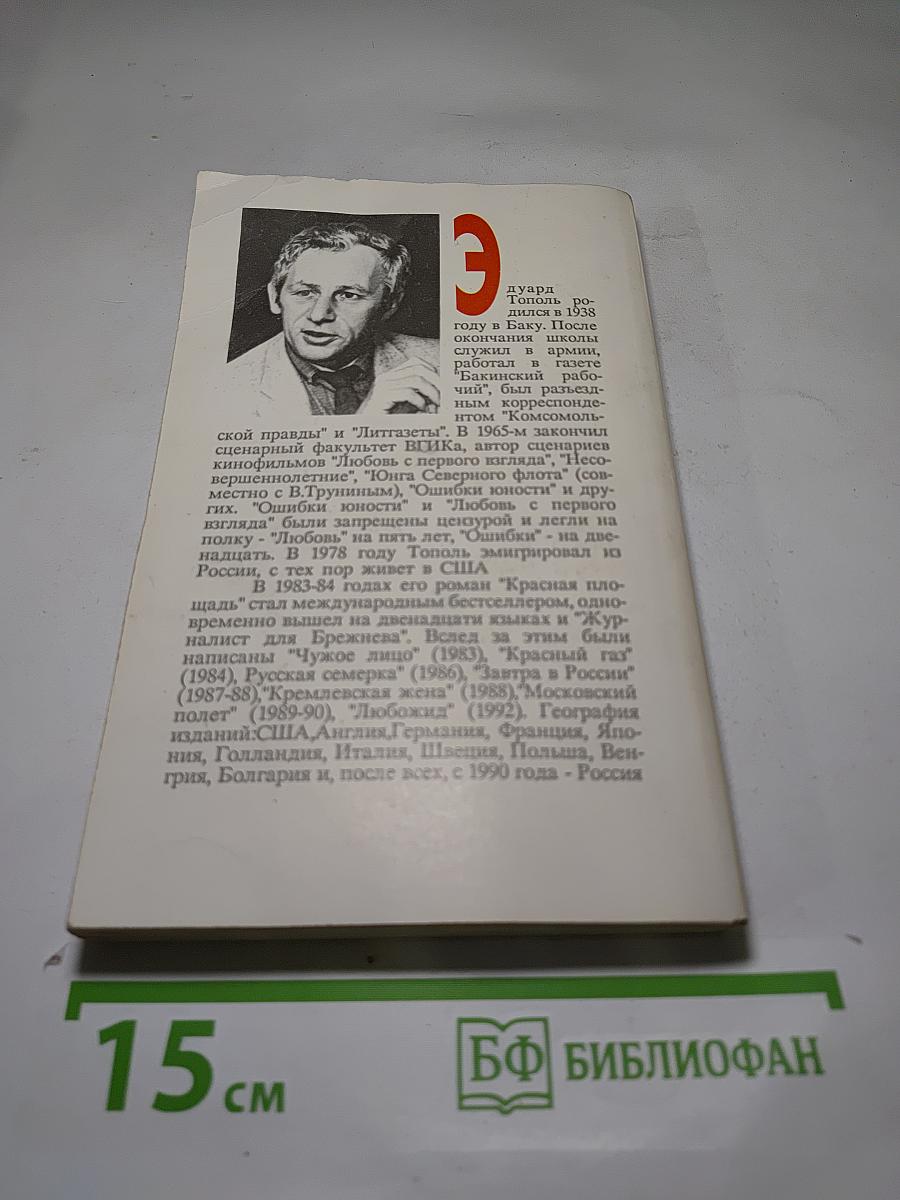 Эдуард
Тополь ро-
дился в 1938
году в Баку. После
окончания школы
служил в армии,
работал в газете
"Бакинский рабо-
чий", был разъезд-
ным корреспонде-
нтом "Комсомоль-
ской правды" и "Литгазеты". В 1965-м закончил
сценарный факультет ВГИКа, автор сценариев
кинофильмов "Любовь с первого взгляда", "Несо-
вершеннолетние", "Юнга Северного флота" (сов-
местно с В.Труниным), "Ошибки юности" и дру-
гих. "Ошибки юности" и "Любовь с первого
взгляда" были запрещены цензурой и легли на
полку - "Любовь" на пять лет, "Ошибки" - на две-
надцать. В 1978 году Тополь эмигрировал из
России, с тех пор живет в США
В 1983-84 годах его роман "Красная пло-
щадь" стал международным бестселлером, одно-
временно вышел на двенадцати языках и "Жур-
налист для Брежнева". Вслед за этим были
написаны "Чужое лицо" (1983), "Красный газ"
(1984), Русская семерка" (1986), "Завтра в России"
(1987-88),"Кремлевская жена" (1988),"Московский
полет" (1989-90), "Любожид" (1992). География
изданий:США,Англия,Германия, Франция, Япо-
ния, Голландия, Италия, Швеция, Польша, Вен-
грия, Болгария и, после всех, с 1990 года - Россия
15 см
БФ БИБЛИОФАН